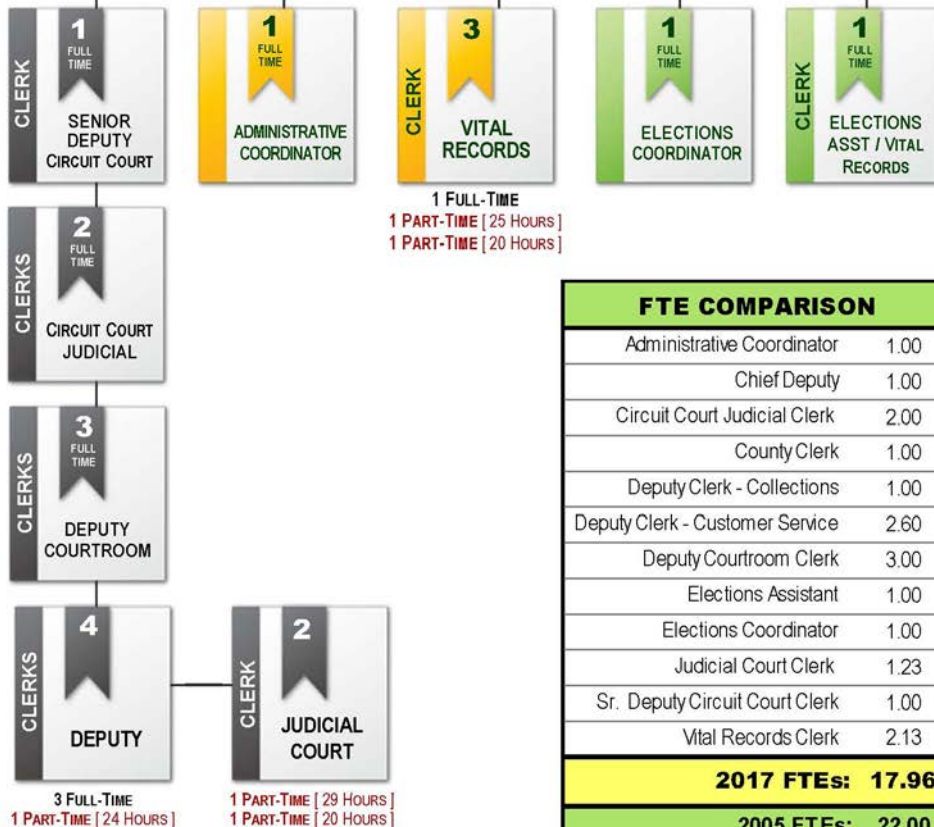 CLERK
1
FULL
TIME
SENIOR
DEPUTY
CIRCUIT COURT
1
FULL
TIME
ADMINISTRATIVE
COORDINATOR
CLERK
3
VITAL
RECORDS
1 FULL-TIME
1 PART-TIME [ 25 HOURS ]
1 PART-TIME [ 20 HOURS ]
1
FULL
TIME
ELECTIONS
COORDINATOR
CLERK
1
FULL
TIME
ELECTIONS
ASST / VITAL
RECORDS
CLERKS
2
FULL
TIME
CIRCUIT COURT
JUDICIAL
CLERKS
3
FULL
TIME
DEPUTY
COURTROOM
CLERKS
4
DEPUTY
3 FULL-TIME
1 PART-TIME [ 24 HOURS ]
CLERK
2
JUDICIAL
COURT
1 PART-TIME [ 29 HOURS ]
1 PART-TIME [ 20 HOURS ]
FTE COMPARISON
Administrative Coordinator 1.00
Chief Deputy 1.00
Circuit Court Judicial Clerk 2.00
County Clerk 1.00
Deputy Clerk - Collections 1.00
Deputy Clerk - Customer Service 2.60
Deputy Courtroom Clerk 3.00
Elections Assistant 1.00
Elections Coordinator 1.00
Judicial Court Clerk 1.23
Sr. Deputy Circuit Court Clerk 1.00
Vital Records Clerk 2.13
2017 FTEs: 17.96
2005 FTEs: 22.00